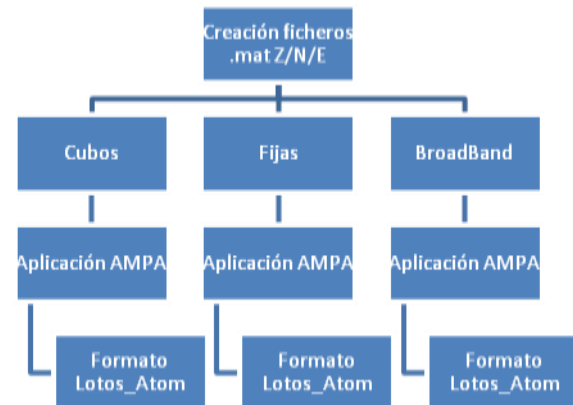 Creación ficheros
.mat Z/N/E
Cubos
Fijas
BroadBand
Aplicación AMPA
Aplicación AMPA
Aplicación AMPA
Formato
Lotos_Atom
Formato
Lotos_Atom
Formato
Lotos_Atom